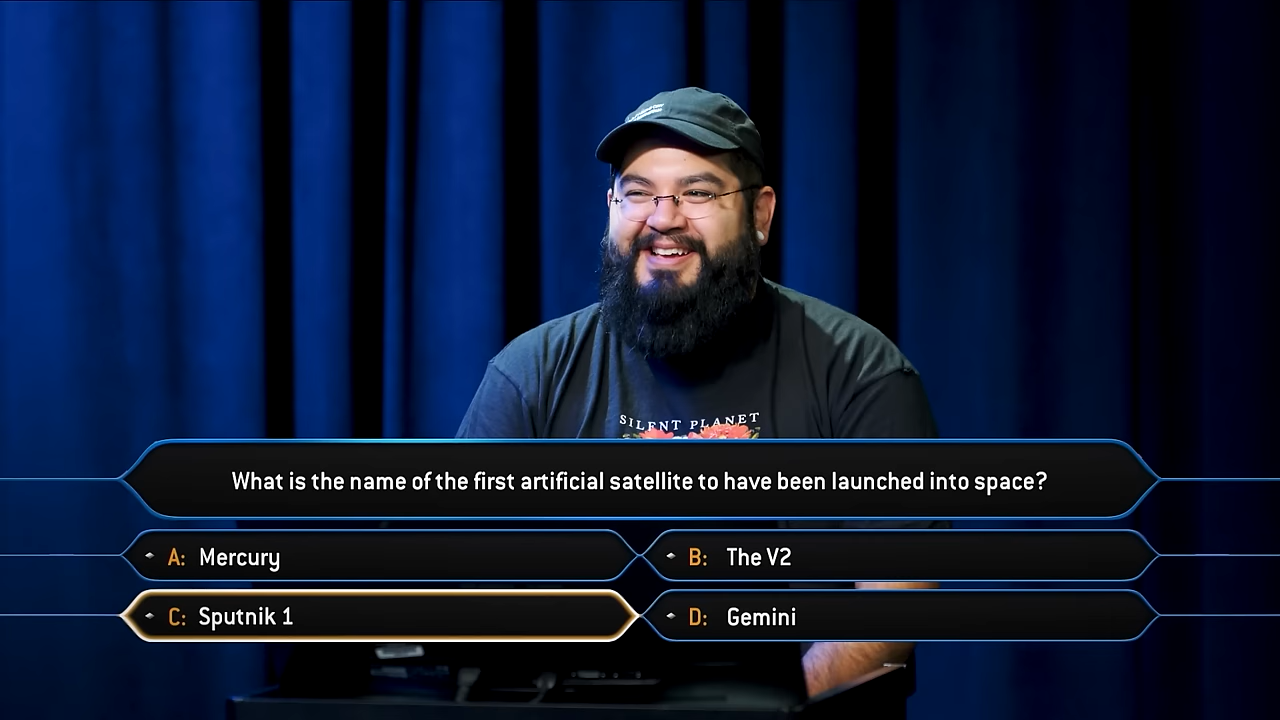 SILENT PLANET
What is the name of the first artificial satellite to have been launched into space?
A: Mercury
B: The V2
C: Sputnik 1
D: Gemini